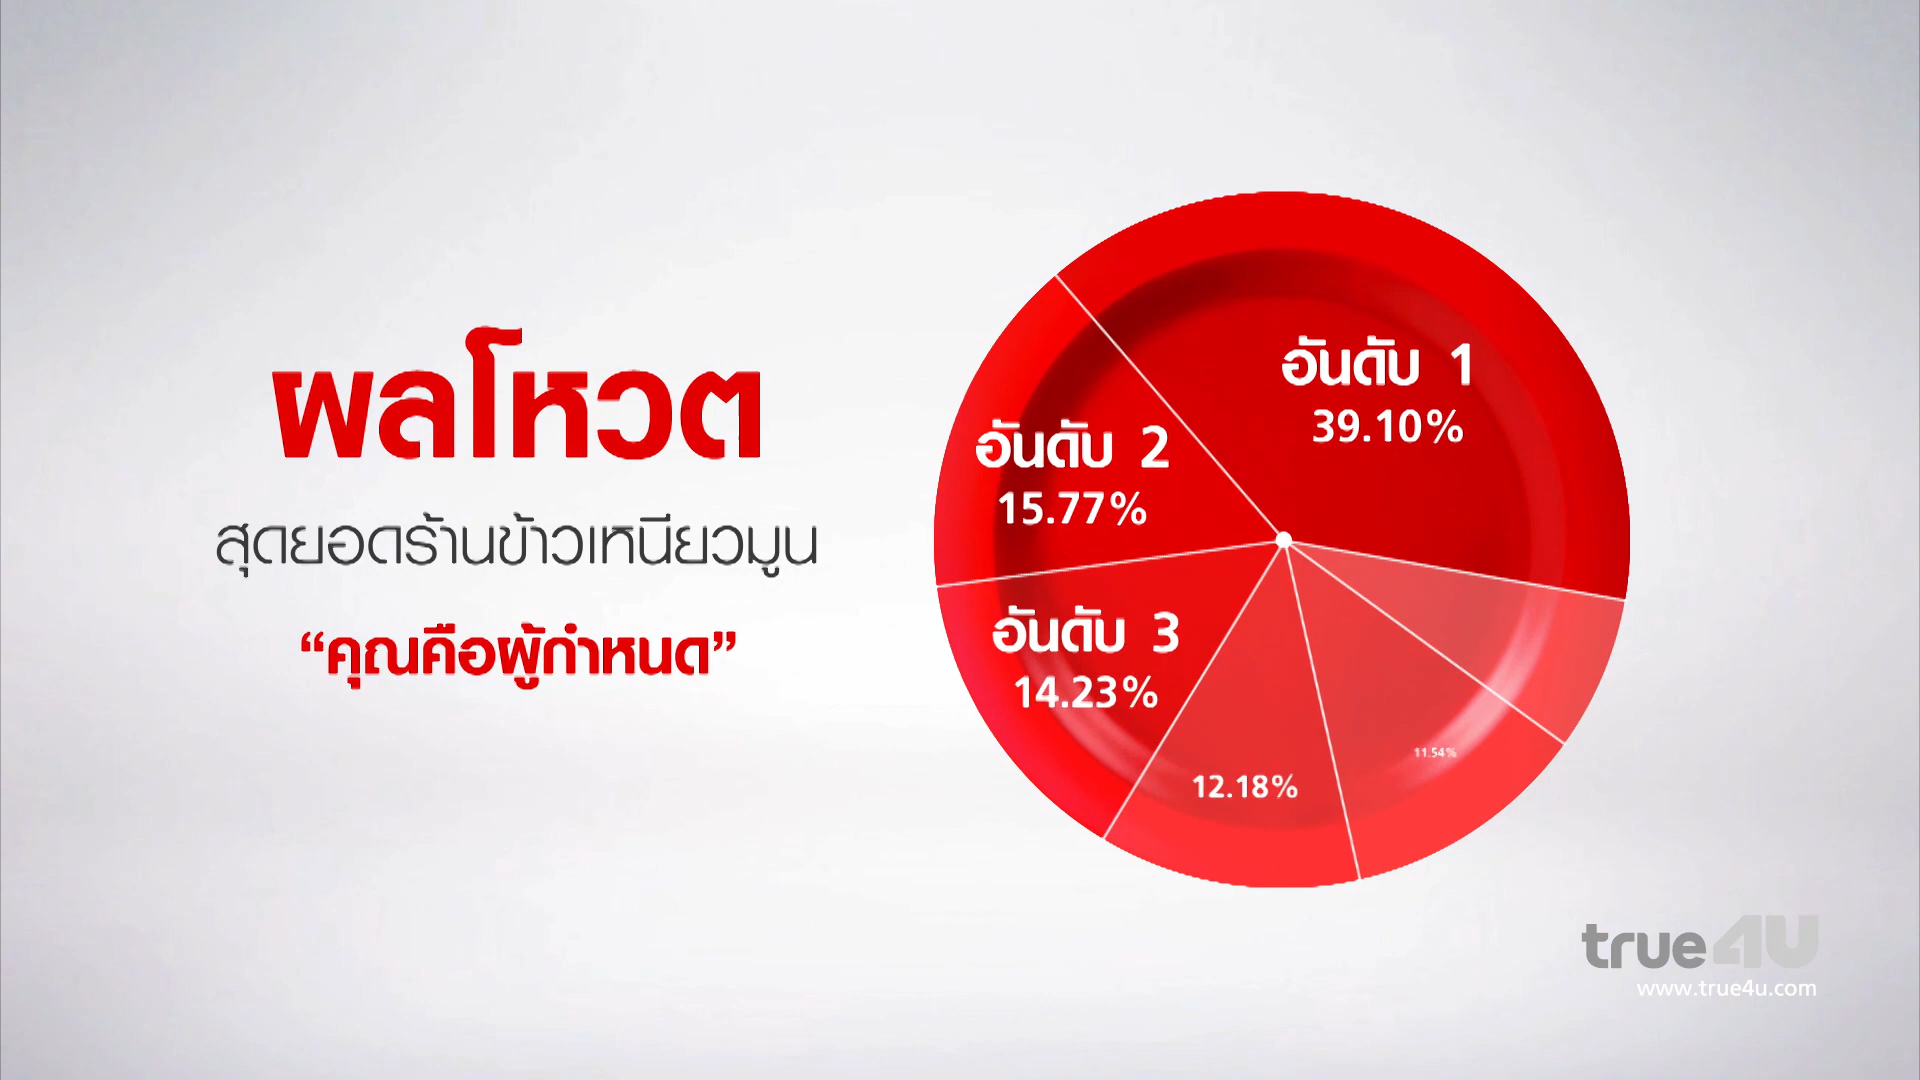 ผลโหวต
สุดยอดร้านข้าวเหนียวมูน
“คุณคือผู้กำหนด”
อันดับ 1
39.10%
อันดับ 2
15.77%
อันดับ 3
14.23%
12.18%
11.54%
true4U
www.true4u.com